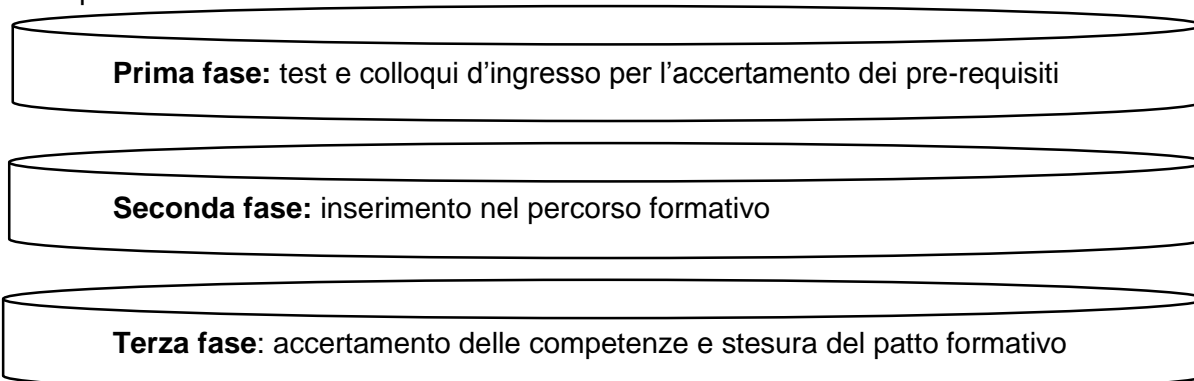 Prima fase: test e colloqui d’ingresso per l’accertamento dei pre-requisiti
Seconda fase: inserimento nel percorso formativo
Terza fase: accertamento delle competenze e stesura del patto formativo